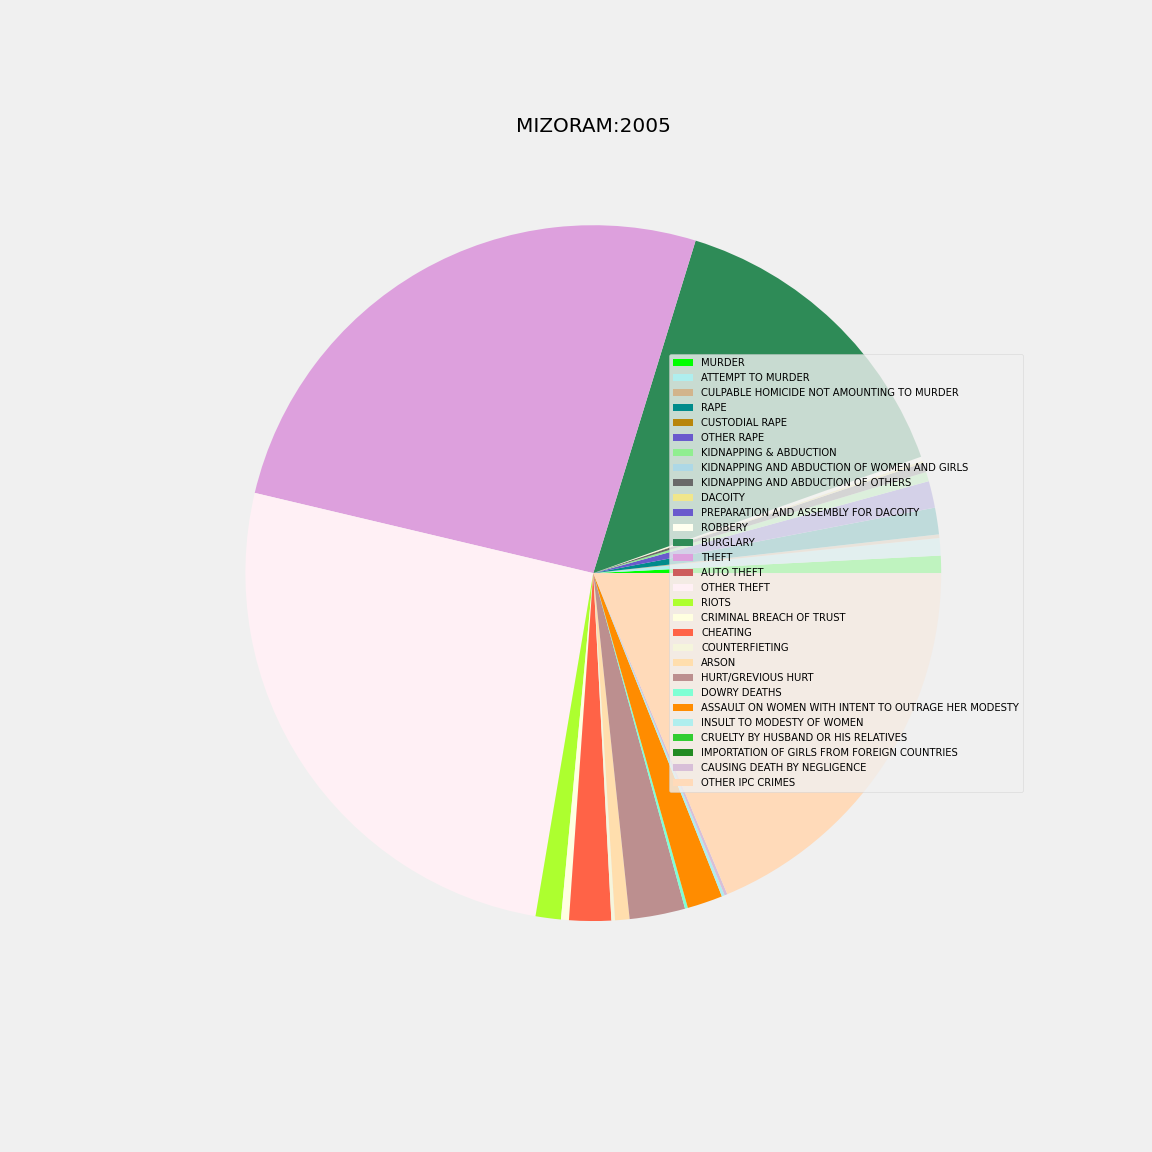 MIZORAM:2005
MURDER
ATTEMPT TO MURDER
CULPABLE HOMICIDE NOT AMOUNTING TO MURDER
RAPE
CUSTODIAL RAPE
OTHER RAPE
KIDNAPPING & ABDUCTION
KIDNAPPING AND ABDUCTION OF WOMEN AND GIRLS
KIDNAPPING AND ABDUCTION OF OTHERS
DACOITY
PREPARATION AND ASSEMBLY FOR DACOITY
ROBBERY
BURGLARY
THEFT
AUTO THEFT
OTHER THEFT
RIOTS
CRIMINAL BREACH OF TRUST
CHEATING
COUNTERFIETING
ARSON
HURT/GREVIOUS HURT
DOWRY DEATHS
ASSAULT ON WOMEN WITH INTENT TO OUTRAGE HER MODESTY
INSULT TO MODESTY OF WOMEN
CRUELTY BY HUSBAND OR HIS RELATIVES
IMPORTATION OF GIRLS FROM FOREIGN COUNTRIES
CAUSING DEATH BY NEGLIGENCE
OTHER IPC CRIMES